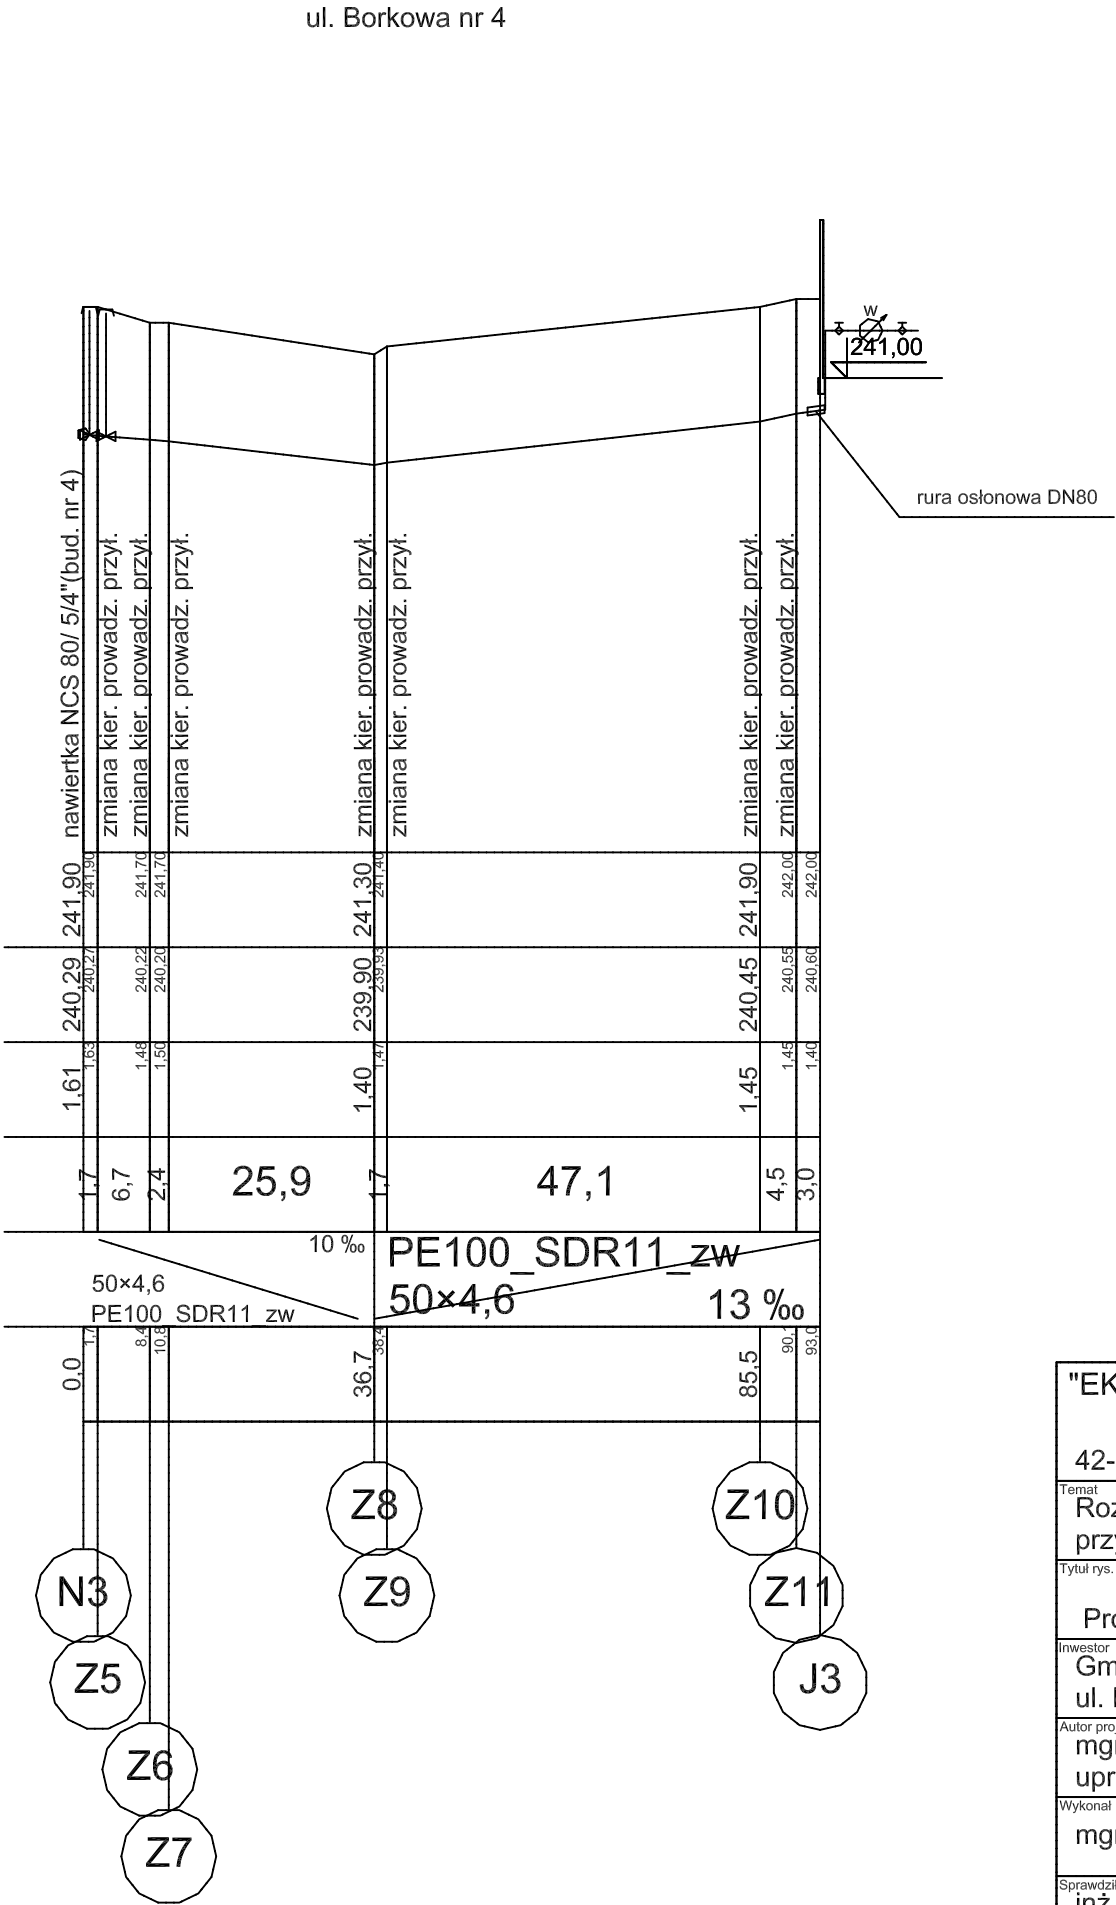 ul. Borkowa nr 4
W
241,00
rura osłonowa DN80
nawiertka NCS 80/ 5/4"(bud. nr 4)
zmiana kier. prowadz. przył.
zmiana kier. prowadz. przył.
zmiana kier. prowadz. przył.
zmiana kier. prowadz. przył.
zmiana kier. prowadz. przył.
zmiana kier. prowadz. przył.
zmiana kier. prowadz. przył.
241,90 241,90 241,70 241,70 241,30 241,40 241,90 242,00 242,00
240,29 240,27 240,22 240,20 239,90 239,93 240,45 240,55 240,60
1,61 1,63 1,48 1,50 1,40 1,47 1,45 1,45 1,40
1,7 6,7 2,4 25,9 1,7 47,1 4,5 3,0
10 ‰ PE100_SDR11_zw
50×4,6 50×4,6 13 ‰
PE100_SDR11_zw
0,0 1,7 8,4 10,8 36,7 38,4 85,5 90, 93,0
"EK
42-
Z8 Z10
Temat
Roz
przy
Tytuł rys.
N3 Z9 Z11
Pro
Inwestor
Gm
ul.
Z5 J3
Autor proj
mgr
upr
Z6
Wykonał
mgr
Z7
Sprawdził
inż